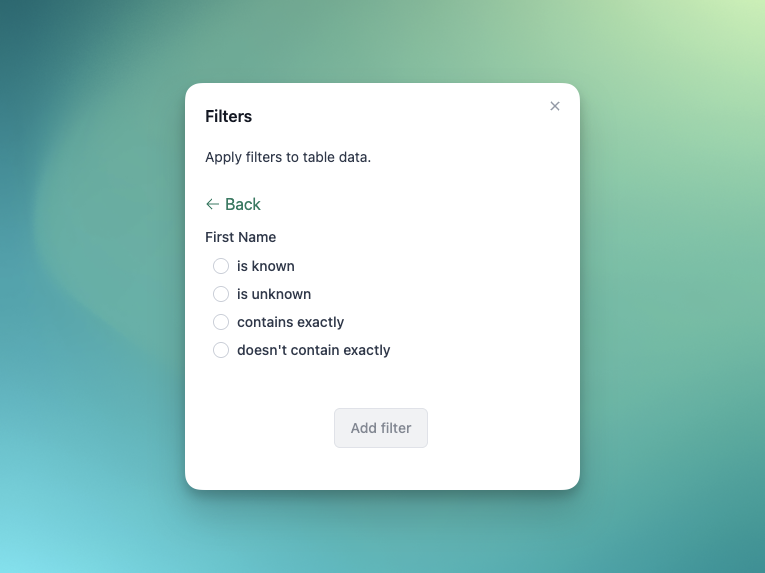 Filters
Apply filters to table data.
← Back
First Name
is known
is unknown
contains exactly
doesn't contain exactly
Add filter